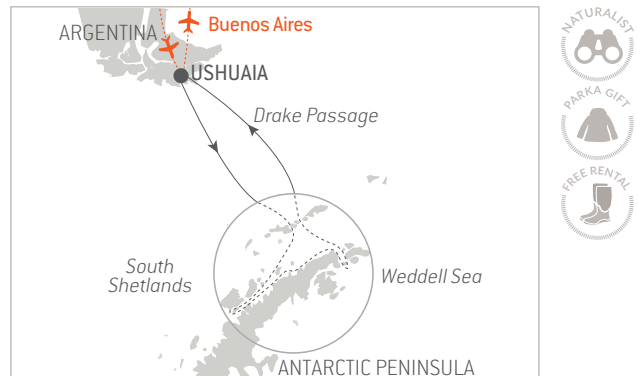 ARGENTINA
Buenos Aires
USHUAIA
Drake Passage
South
Shetlands
Weddell Sea
ANTARCTIC PENINSULA
NATURALIST
PARKA GIFT
FREE RENTAL